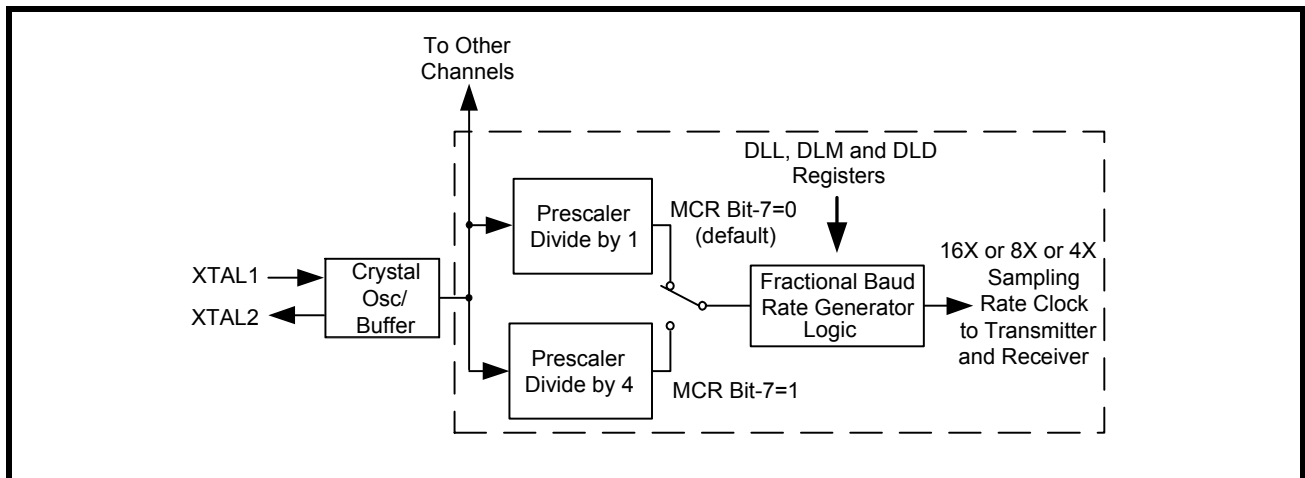 To Other
Channels
DLL, DLM and DLD
Registers
Prescaler
Divide by 1
MCR Bit-7=0
(default)
16X or 8X or 4X
Sampling
Rate Clock
to Transmitter
and Receiver
XTAL1
XTAL2
Crystal
Osc/
Buffer
Fractional Baud
Rate Generator
Logic
Prescaler
Divide by 4
MCR Bit-7=1